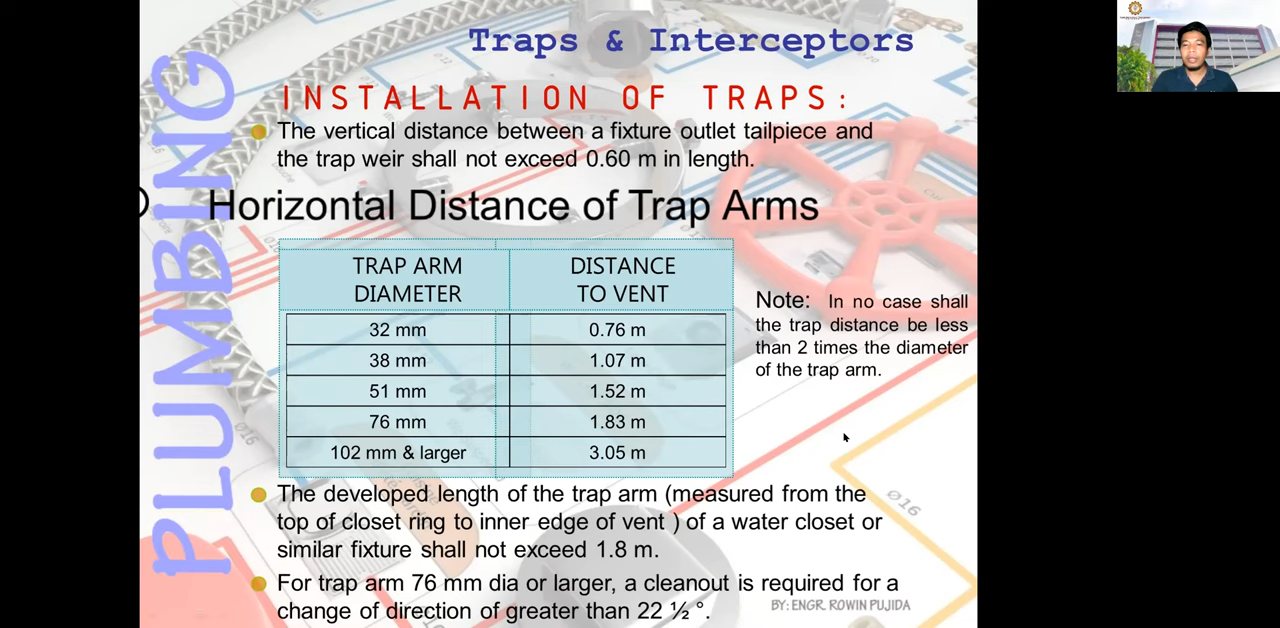 Traps & Interceptors
PLUMBING
INSTALLATION OF TRAPS:
The vertical distance between a fixture outlet tailpiece and
the trap weir shall not exceed 0.60 m in length.
Horizontal Distance of Trap Arms
TRAP ARM DIAMETER DISTANCE TO VENT
32 mm 0.76 m
38 mm 1.07 m
51 mm 1.52 m
76 mm 1.83 m
102 mm & larger 3.05 m
Note: In no case shall
the trap distance be less
than 2 times the diameter
of the trap arm.
The developed length of the trap arm (measured from the
top of closet ring to inner edge of vent ) of a water closet or
similar fixture shall not exceed 1.8 m.
For trap arm 76 mm dia or larger, a cleanout is required for a
change of direction of greater than 22 ½ °.
BY: ENGR. ROWIN PUJIDA
Ø16
Ø16